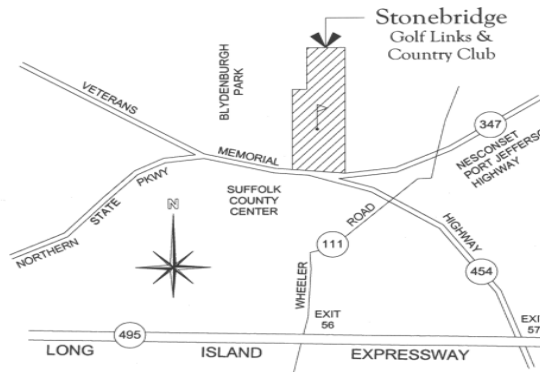 Stonebridge
Golf Links &
Country Club
BLYDENBURGH
PARK
VETERANS
MEMORIAL
HIGHWAY
347
NESCONSET
PORT JEFFERS
HIGHWAY
SUFFOLK
COUNTY
CENTER
NORTHERN
STATE
PKWY
N
WHEELER
ROAD
111
454
EXIT
56
EXI
57
495
LONG ISLAND EXPRESSWAY